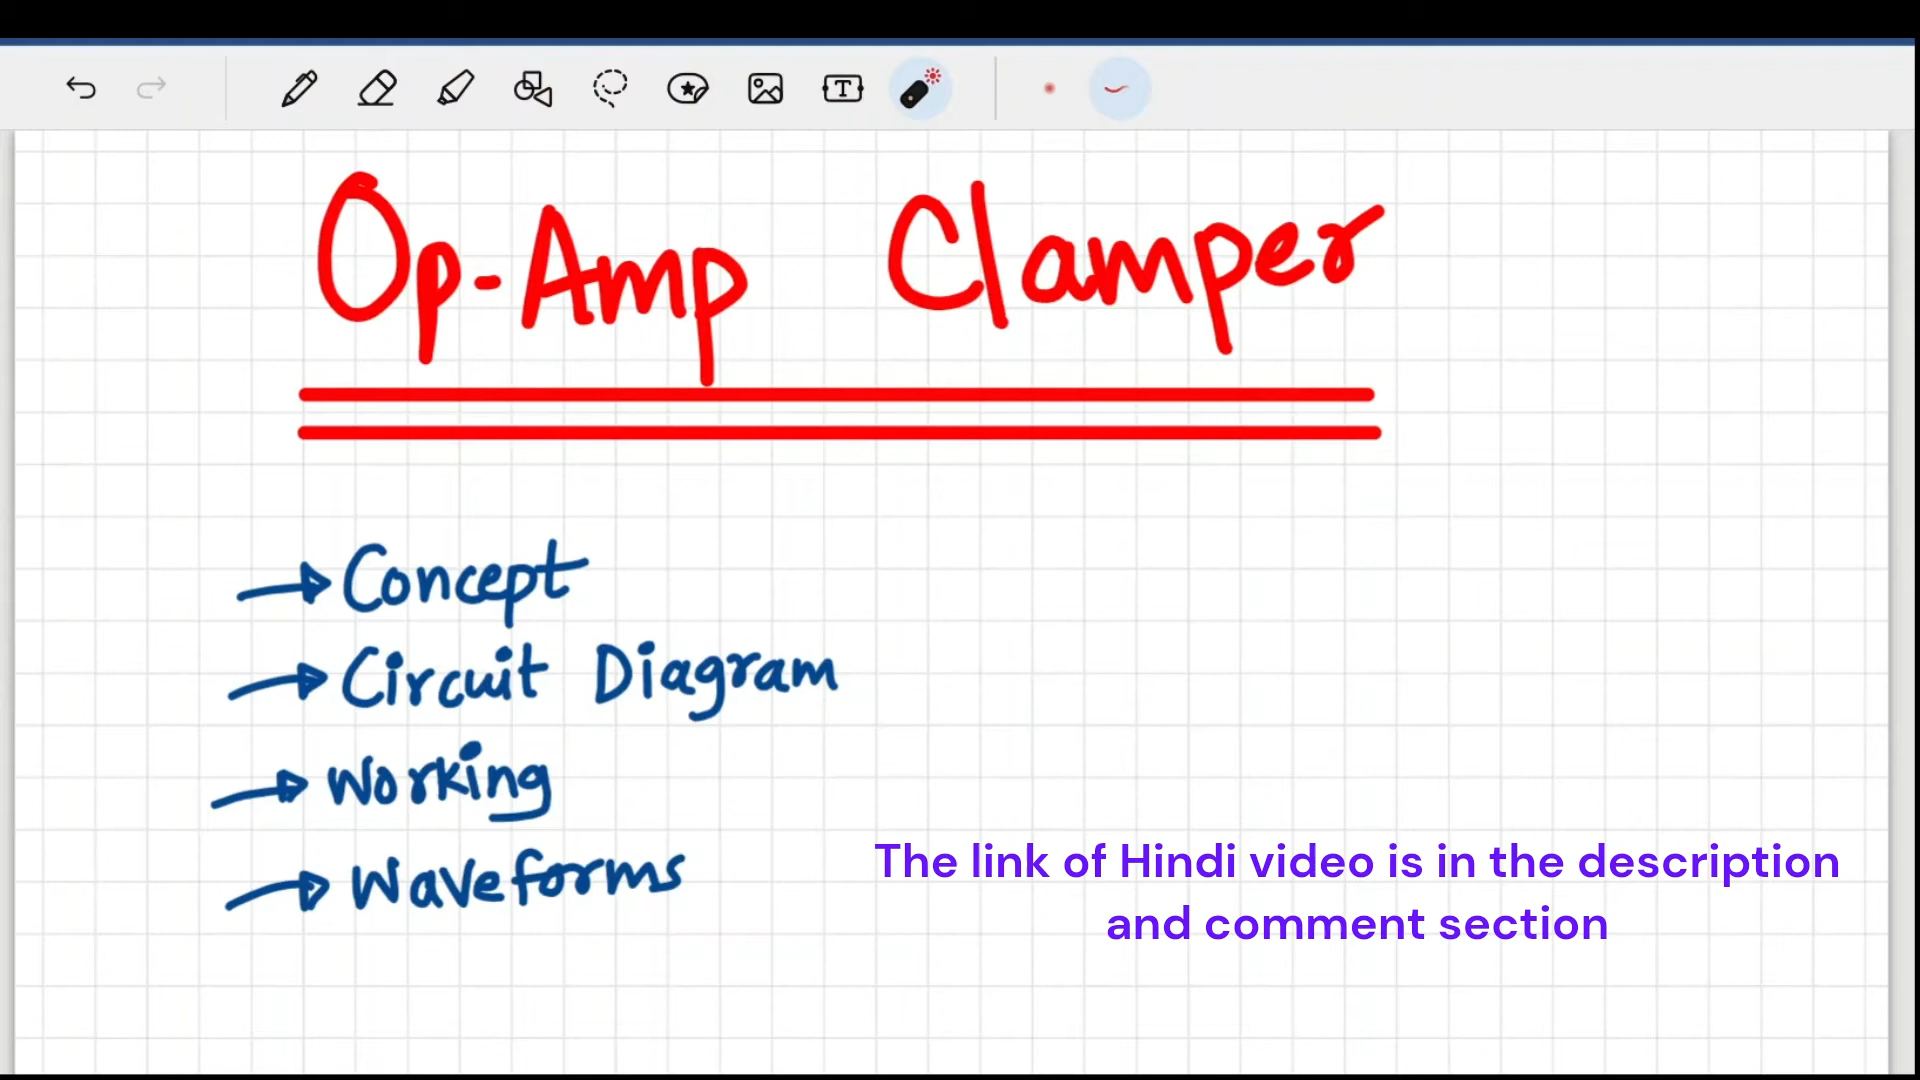 Op-Amp Clamper
Concept
Circuit Diagram
Working
Waveforms
The link of Hindi video is in the description
and comment section